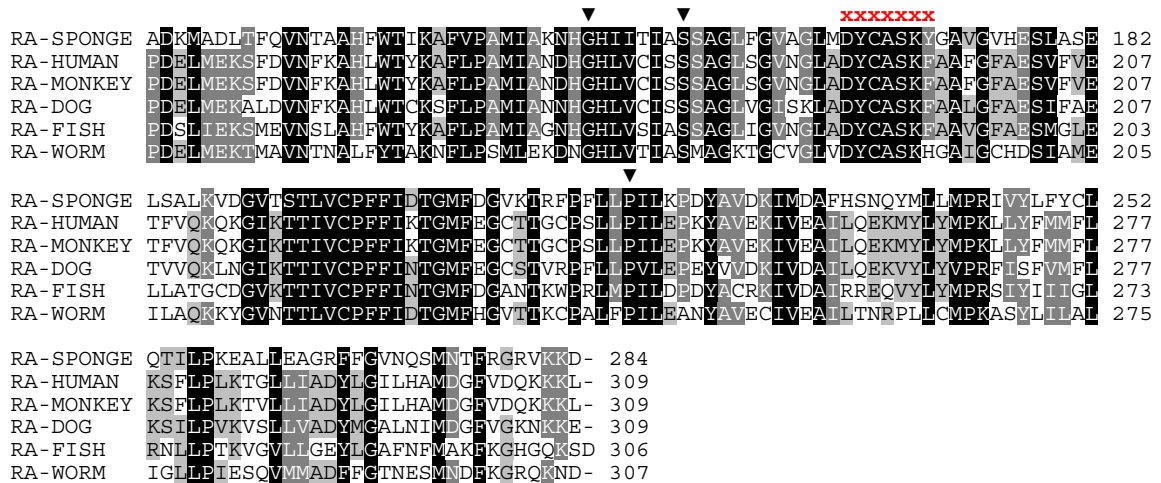 ▼ ▼ xxxxxxx
RA-SPONGE ADKMADLTFQVNTAAHFWTIKAFVPAMIAKNHGHIITIASSAGLFGVAGLMDYCASKYGAVGVHESLASE 182
RA-HUMAN PDELMEKSFDVNFKAHLWTYKAFLPAMIANDHGHLVCISSSAGLSGVNGLADYCASKFAAFGFAESVFVE 207
RA-MONKEY PDELMEKSFDVNFKAHLWTYKAFLPAMIANDHGHLVCISSSAGLSGVNGLADYCASKFAAFGFAESVFVE 207
RA-DOG PDELMEKALDVNFKAHLWTCKSFLPAMIANNHGHLVCISSSAGLVGISKLADYCASKFAALGFAESIFAE 207
RA-FISH PDSLIEKSMEVNSLAHFWTYKAFLPAMIAGNHGHLVSIASSAGLIGVNGLADYCASKFAAVGFAESMGLE 203
RA-WORM PDELMEKTMAVNTNALFYTAKNFLPSMLEKDNGHLVTIASMAGKTGCVGLVDYCASKHGAIGCHDSIAME 205
▼
RA-SPONGE LSALKVDGVTSTLVCPFFIDTGMFDGVKTRFPFLLPILKPDYAVDKIMDAFHSNQYMLLMPRIVYLFYCL 252
RA-HUMAN TFVQKQKGIKTTIVCPFFIKTGMFEGCTTGCPSLLPILEPKYAVEKIVEAILQEKMYLYMPKLLYFMMFL 277
RA-MONKEY TFVQKQKGIKTTIVCPFFIKTGMFEGCTTGCPSLLPILEPKYAVEKIVEAILQEKMYLYMPKLLYFMMFL 277
RA-DOG TVVQKLNGIKTTIVCPFFINTGMFEGCSTVRPFLLPVLEPEYVVDKIVDAILQEKVYLYVPRFISFVMFL 277
RA-FISH LLATGCDGVKTTIVCPFFINTGMFDGANTKWPRLMPILDPDYACRKIVDAIRREQVYLYMPRSIYIIIGL 273
RA-WORM ILAQKKYGVNTTLVCPFFIDTGMFHGVTTKCPALFPILEANYAVECIVEAILTNRPLLCMPKASYLILAL 275
RA-SPONGE QTILPKEALLEAGRFFGVNQSMNTFRGRVKKD- 284
RA-HUMAN KSFLPLKTGLLIADYLGILHAMDGFVDQKKKL- 309
RA-MONKEY KSFLPLKTVLLIADYLGILHAMDGFVDQKKKL- 309
RA-DOG KSILPVKVSLLVADYMGALNIMDGFVGKNKKE- 309
RA-FISH RNLLPTKVGVLLGEYLGAFNFMAKFKGHGQKSD 306
RA-WORM IGLLPIESQVMMADFFGTNESMNDFKGRQKND- 307